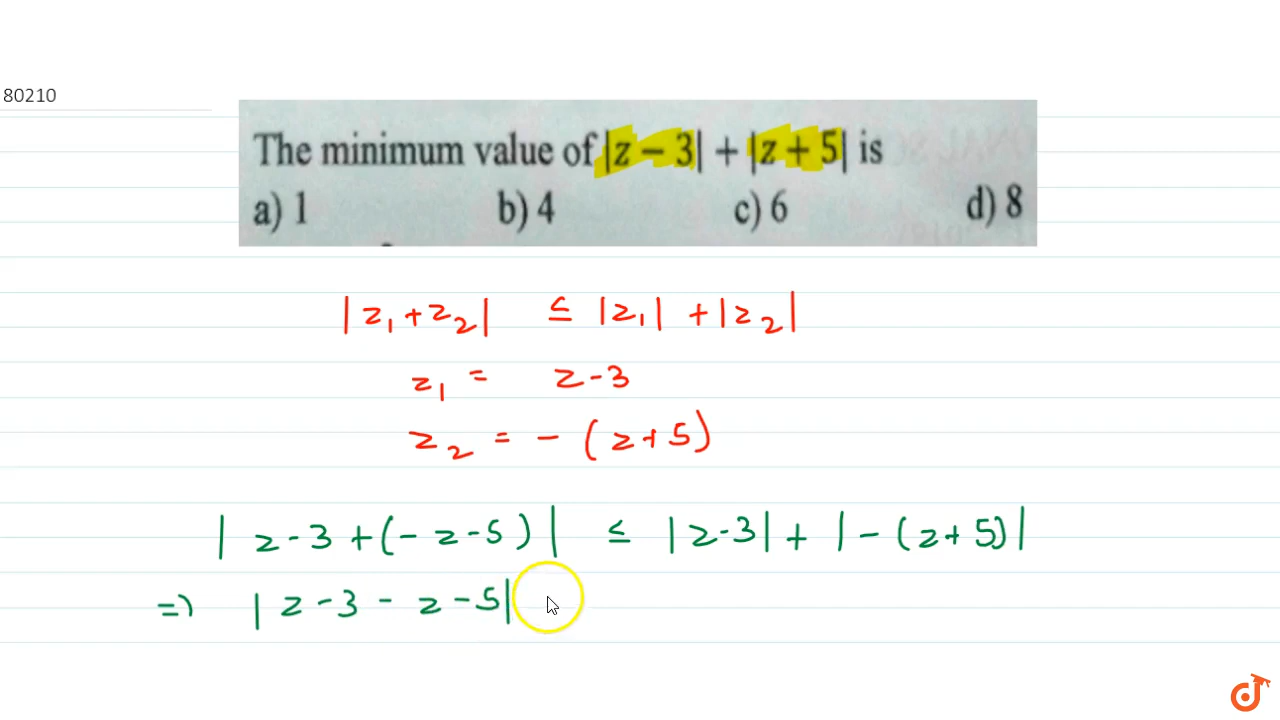 80210
The minimum value of |z − 3| + |z + 5| is
a) 1 b) 4 c) 6 d) 8
|z₁+z₂| ≤ |z₁| + |z₂|
z₁ = z-3
z₂ = - (z+5)
| z-3 + (- z-5) | ≤ |z-3| + | - (z+5) |
=> | z-3 - z-5|